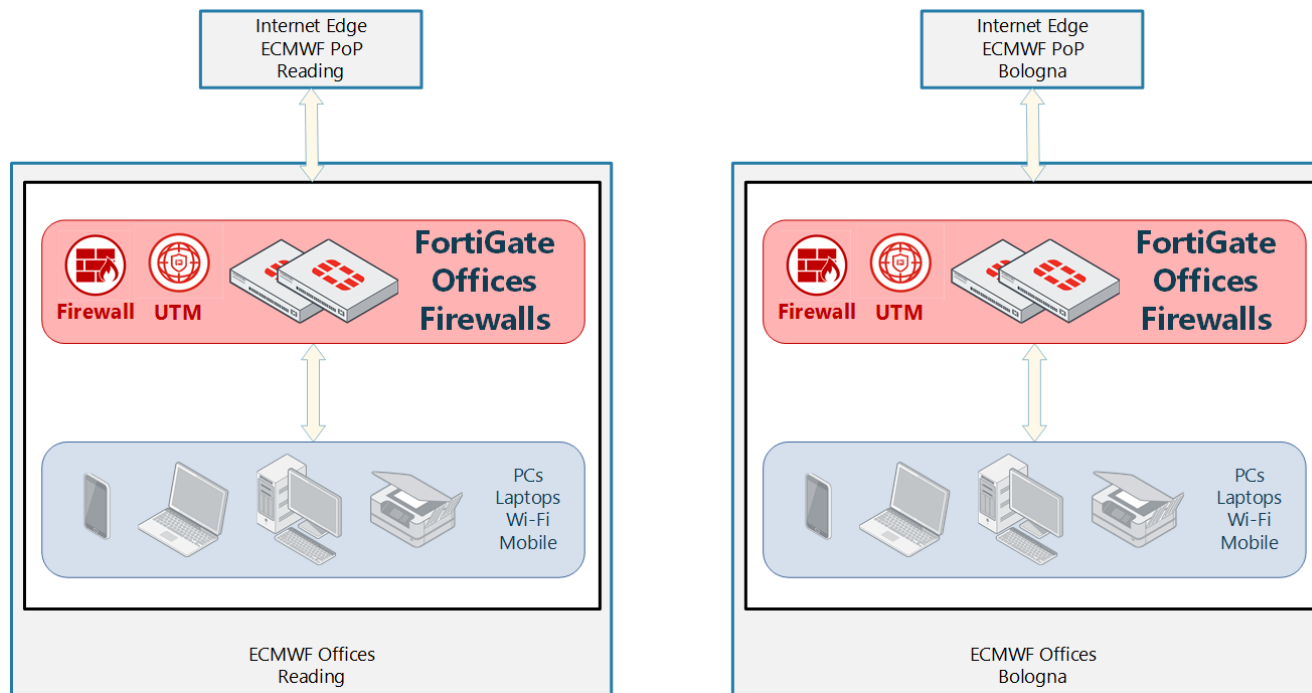 Internet Edge
ECMWF PoP
Reading
Internet Edge
ECMWF PoP
Bologna
Firewall
UTM
FortiGate
Offices
Firewalls
Firewall
UTM
FortiGate
Offices
Firewalls
PCs
Laptops
Wi-Fi
Mobile
PCs
Laptops
Wi-Fi
Mobile
ECMWF Offices
Reading
ECMWF Offices
Bologna